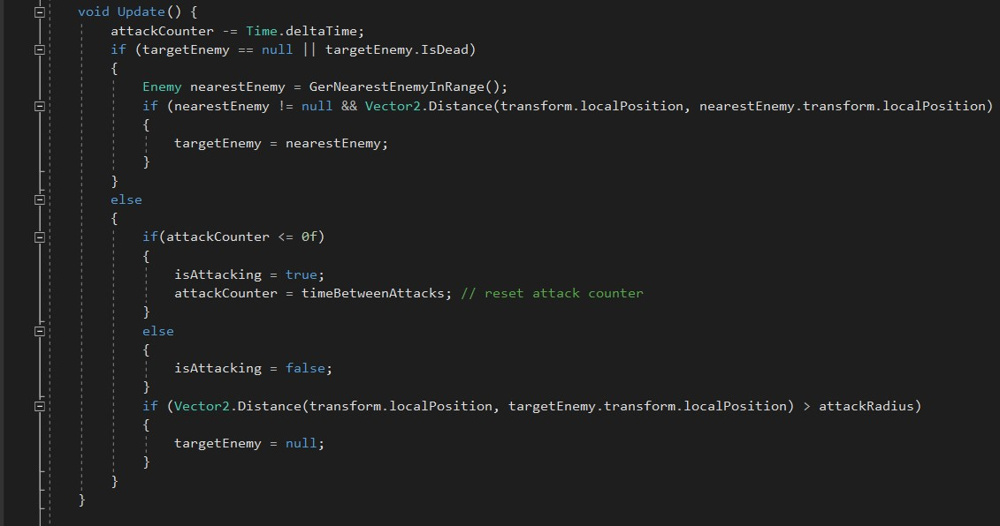 void Update() {
attackCounter -= Time.deltaTime;
if (targetEnemy == null || targetEnemy.IsDead)
{
Enemy nearestEnemy = GerNearestEnemyInRange();
if (nearestEnemy != null && Vector2.Distance(transform.localPosition, nearestEnemy.transform.localPosition)
{
targetEnemy = nearestEnemy;
}
}
else
{
if(attackCounter <= 0f)
{
isAttacking = true;
attackCounter = timeBetweenAttacks; // reset attack counter
}
else
{
isAttacking = false;
}
if (Vector2.Distance(transform.localPosition, targetEnemy.transform.localPosition) > attackRadius)
{
targetEnemy = null;
}
}
}